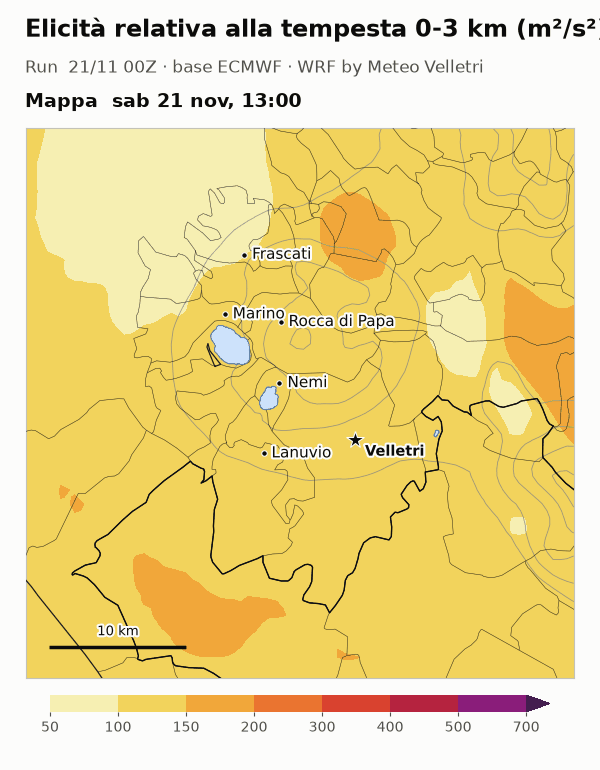 Elicità relativa alla tempesta 0-3 km (m²/s²)
Run 21/11 00Z · base ECMWF · WRF by Meteo Velletri
Mappa sab 21 nov, 13:00
Frascati
Marino
Rocca di Papa
Nemi
Velletri
Lanuvio
10 km
50 100 150 200 300 400 500 700